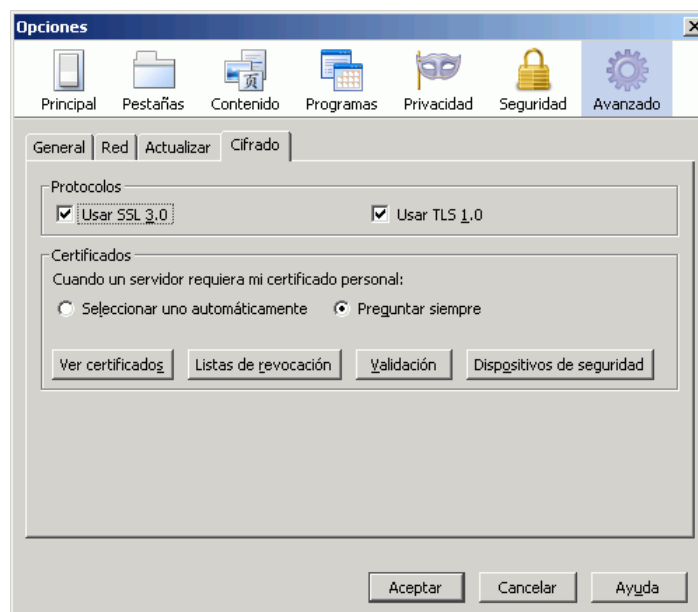 Opciones
Principal Pestañas Contenido Programas Privacidad Seguridad Avanzado
General Red Actualizar Cifrado
Protocolos
Usar SSL 3.0 Usar TLS 1.0
Certificados
Cuando un servidor requiera mi certificado personal:
Seleccionar uno automáticamente Preguntar siempre
Ver certificados Listas de revocación Validación Dispositivos de seguridad
Aceptar Cancelar Ayuda